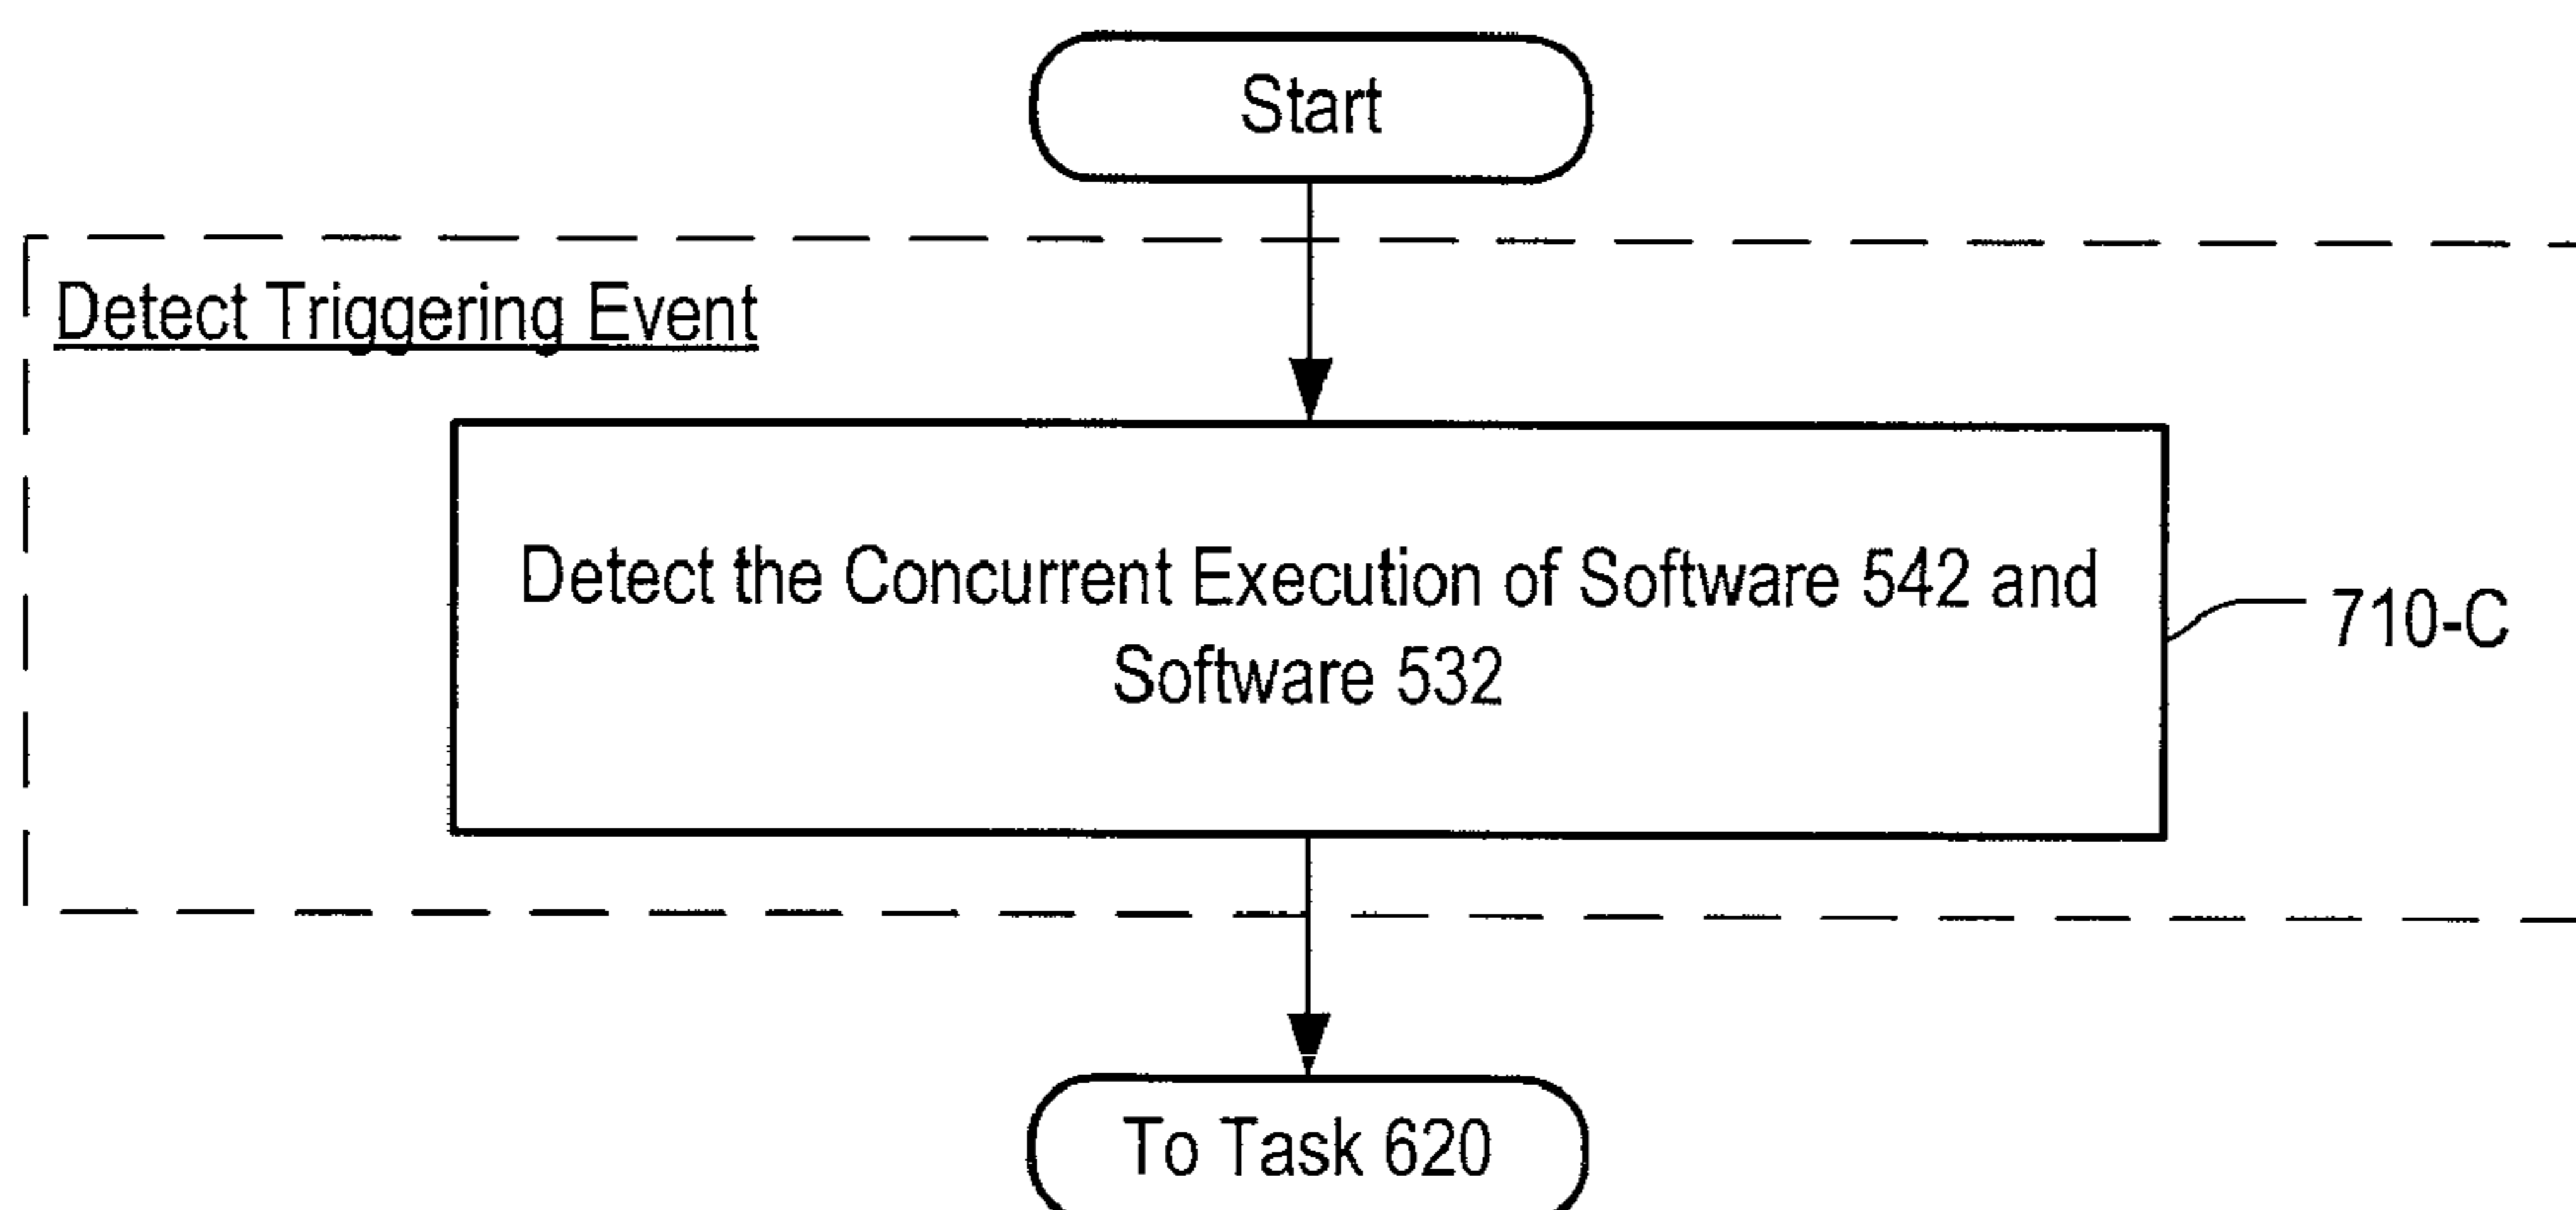 Start
Detect Triggering Event
Detect the Concurrent Execution of Software 542 and
Software 532
710-C
To Task 620